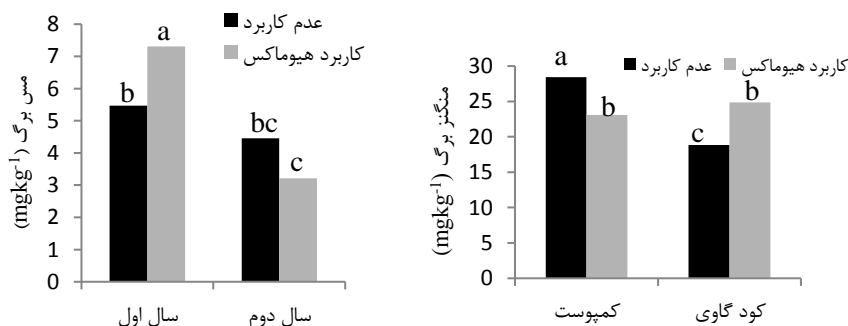 مس برگ (mgkg-1)
8
7
6
5
4
3
2
1
0
عدم کاربرد
کاربرد هیوماکس
b
a
bc
c
سال اول
سال دوم
منگنز برگ (mgkg-1)
30
25
20
15
10
5
0
عدم کاربرد
کاربرد هیوماکس
a
b
c
b
کمپوست
کود گاوی